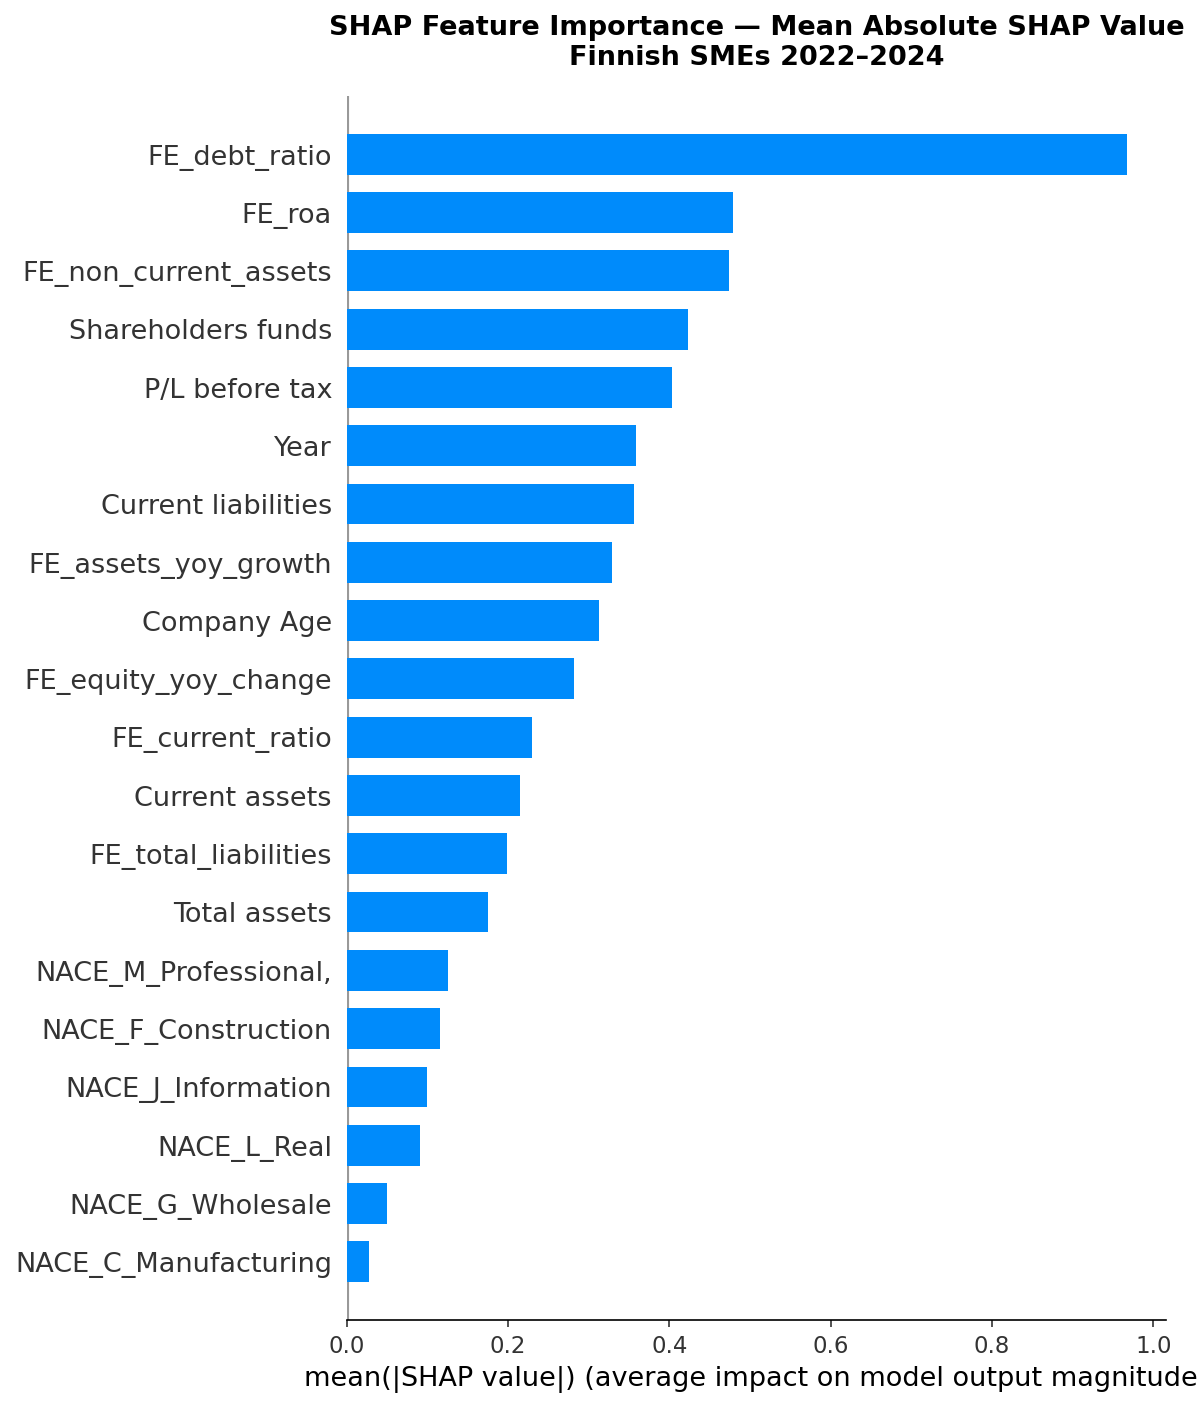 SHAP Feature Importance — Mean Absolute SHAP Value
Finnish SMEs 2022–2024
FE_debt_ratio
FE_roa
FE_non_current_assets
Shareholders funds
P/L before tax
Year
Current liabilities
FE_assets_yoy_growth
Company Age
FE_equity_yoy_change
FE_current_ratio
Current assets
FE_total_liabilities
Total assets
NACE_M_Professional,
NACE_F_Construction
NACE_J_Information
NACE_L_Real
NACE_G_Wholesale
NACE_C_Manufacturing
0.0 0.2 0.4 0.6 0.8 1.0
mean(|SHAP value|) (average impact on model output magnitude